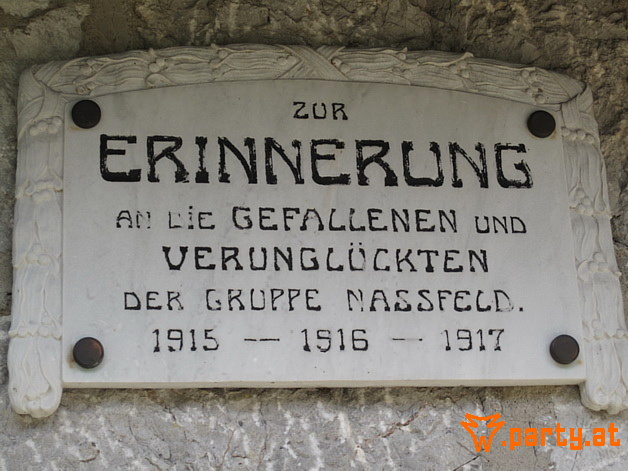 ZUR
ERINNERUNG
AN DIE GEFALLENEN UND
VERUNGLÜCKTEN
DER GRUPPE NASSFELD.
1915 — 1916 — 1917
party.at